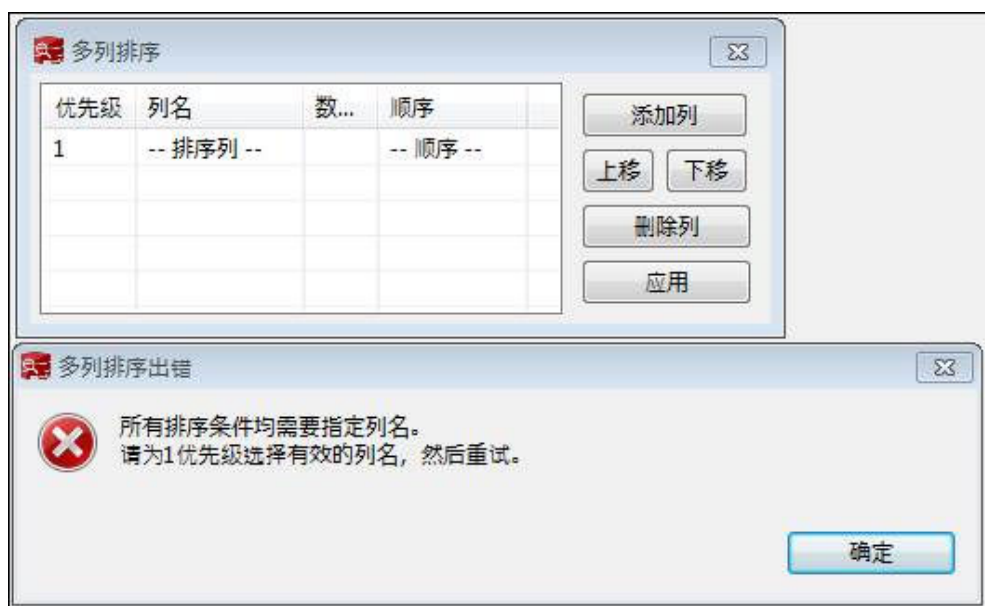 多列排序
优先级 列名 数... 顺序
1 -- 排序列 -- -- 顺序 --
添加列
上移 下移
删除列
应用
多列排序出错
所有排序条件均需要指定列名。
请为1优先级选择有效的列名，然后重试。
确定